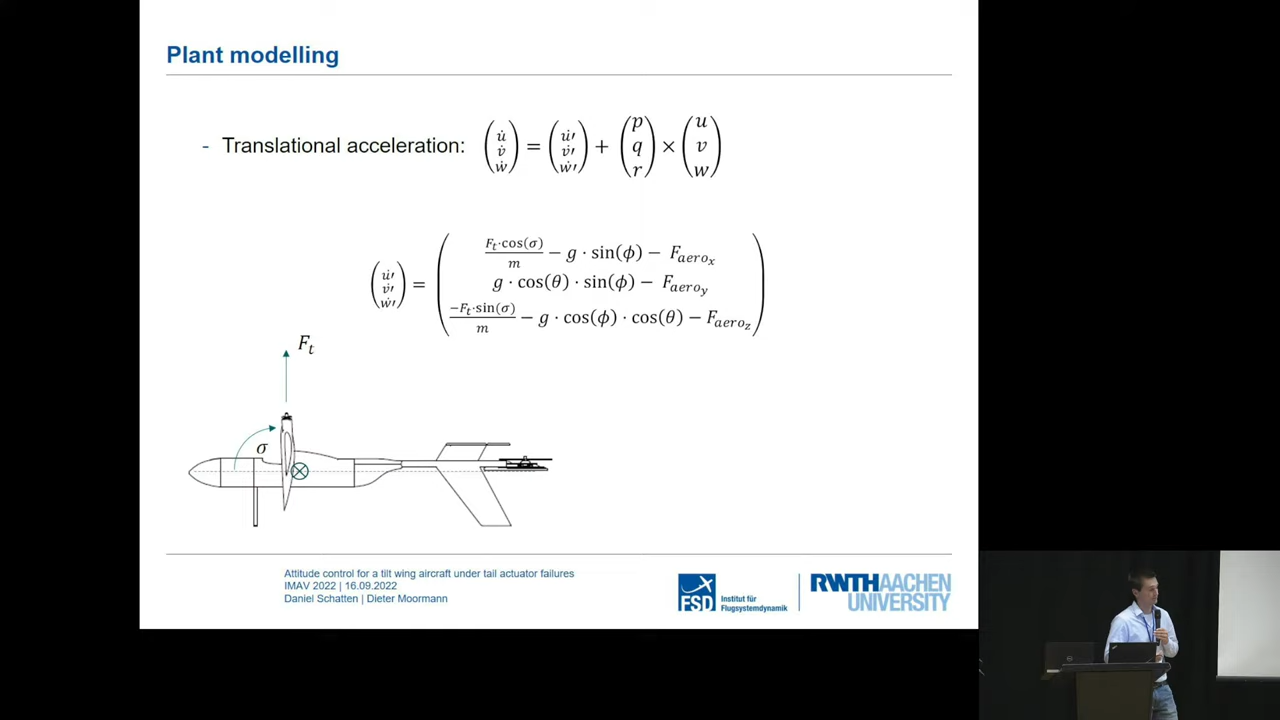 Plant modelling
- Translational acceleration: (u̇ v̇ ẇ) = (u̇′ v̇′ ẇ′) + (p q r) × (u v w)
(u̇′ v̇′ ẇ′) =
F_t·cos(σ)/m − g · sin(ϕ) − F_aero_x
g · cos(θ) · sin(ϕ) − F_aero_y
−F_t·sin(σ)/m − g · cos(ϕ) · cos(θ) − F_aero_z
F_t
σ
Attitude control for a tilt wing aircraft under tail actuator failures
IMAV 2022 | 16.09.2022
Daniel Schatten | Dieter Moormann
FSD
Institut für
Flugsystemdynamik
RWTHAACHEN
UNIVERSITY